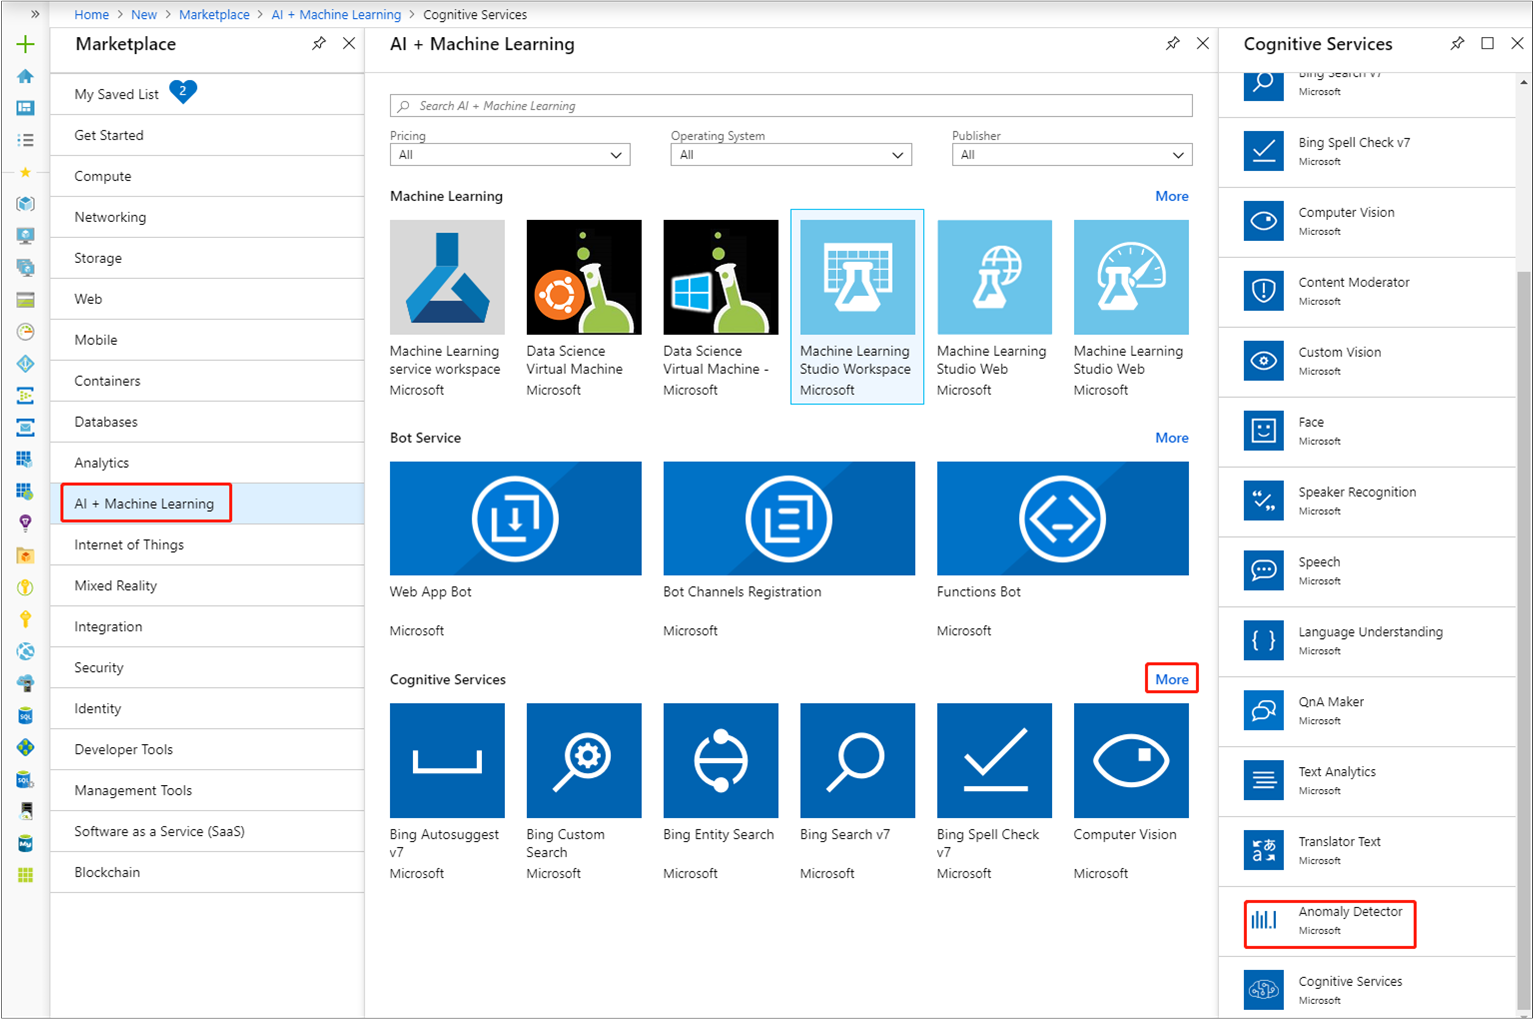 Home > New > Marketplace > AI + Machine Learning > Cognitive Services
Marketplace
My Saved List 2
Get Started
Compute
Networking
Storage
Web
Mobile
Containers
Databases
Analytics
AI + Machine Learning
Internet of Things
Mixed Reality
Integration
Security
Identity
Developer Tools
Management Tools
Software as a Service (SaaS)
Blockchain
AI + Machine Learning
Search AI + Machine Learning
Pricing
All
Operating System
All
Publisher
All
Machine Learning
More
Machine Learning
service workspace
Microsoft
Data Science
Virtual Machine
Microsoft
Data Science
Virtual Machine -
Microsoft
Machine Learning
Studio Workspace
Microsoft
Machine Learning
Studio Web
Microsoft
Machine Learning
Studio Web
Microsoft
Bot Service
More
Web App Bot
Microsoft
Bot Channels Registration
Microsoft
Functions Bot
Microsoft
Cognitive Services
More
Bing Autosuggest
v7
Microsoft
Bing Custom
Search
Microsoft
Bing Entity Search
Microsoft
Bing Search v7
Microsoft
Bing Spell Check
v7
Microsoft
Computer Vision
Microsoft
Cognitive Services
Bing Search v7
Microsoft
Bing Spell Check v7
Microsoft
Computer Vision
Microsoft
Content Moderator
Microsoft
Custom Vision
Microsoft
Face
Microsoft
Speaker Recognition
Microsoft
Speech
Microsoft
Language Understanding
Microsoft
QnA Maker
Microsoft
Text Analytics
Microsoft
Translator Text
Microsoft
Anomaly Detector
Microsoft
Cognitive Services
Microsoft